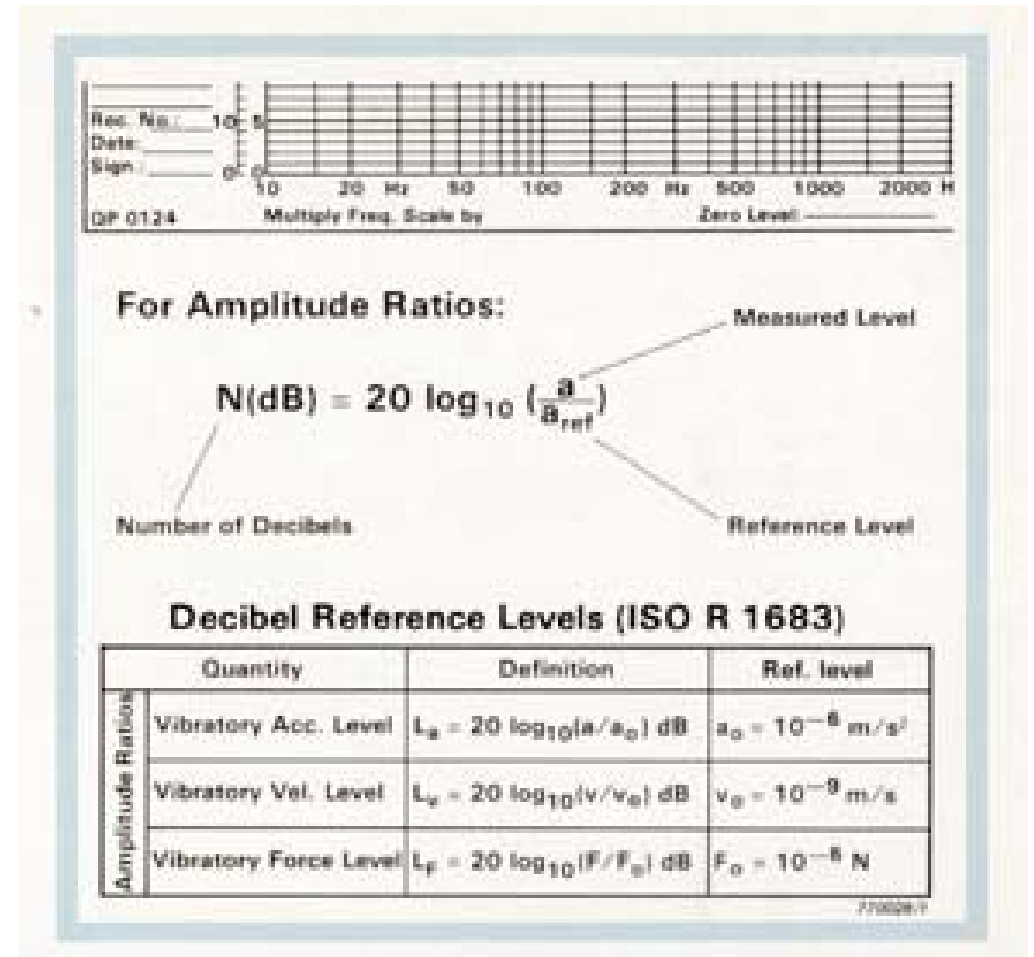 Rec. No.: 10 5
Date:
Sign.: 0 0
10 20 Hz 50 100 200 Hz 500 1000 2000 H
QP 0124 Multiply Freq. Scale by Zero Level:
For Amplitude Ratios:
Measured Level
N(dB) = 20 log₁₀ (a/a_ref)
Number of Decibels Reference Level
Decibel Reference Levels (ISO R 1683)
Quantity Definition Ref. level
Amplitude Ratios
Vibratory Acc. Level Lₐ = 20 log₁₀(a/a₀) dB a₀ = 10⁻⁶ m/s²
Vibratory Vel. Level Lᵥ = 20 log₁₀(v/v₀) dB v₀ = 10⁻⁹ m/s
Vibratory Force Level L_F = 20 log₁₀(F/F₀) dB F₀ = N